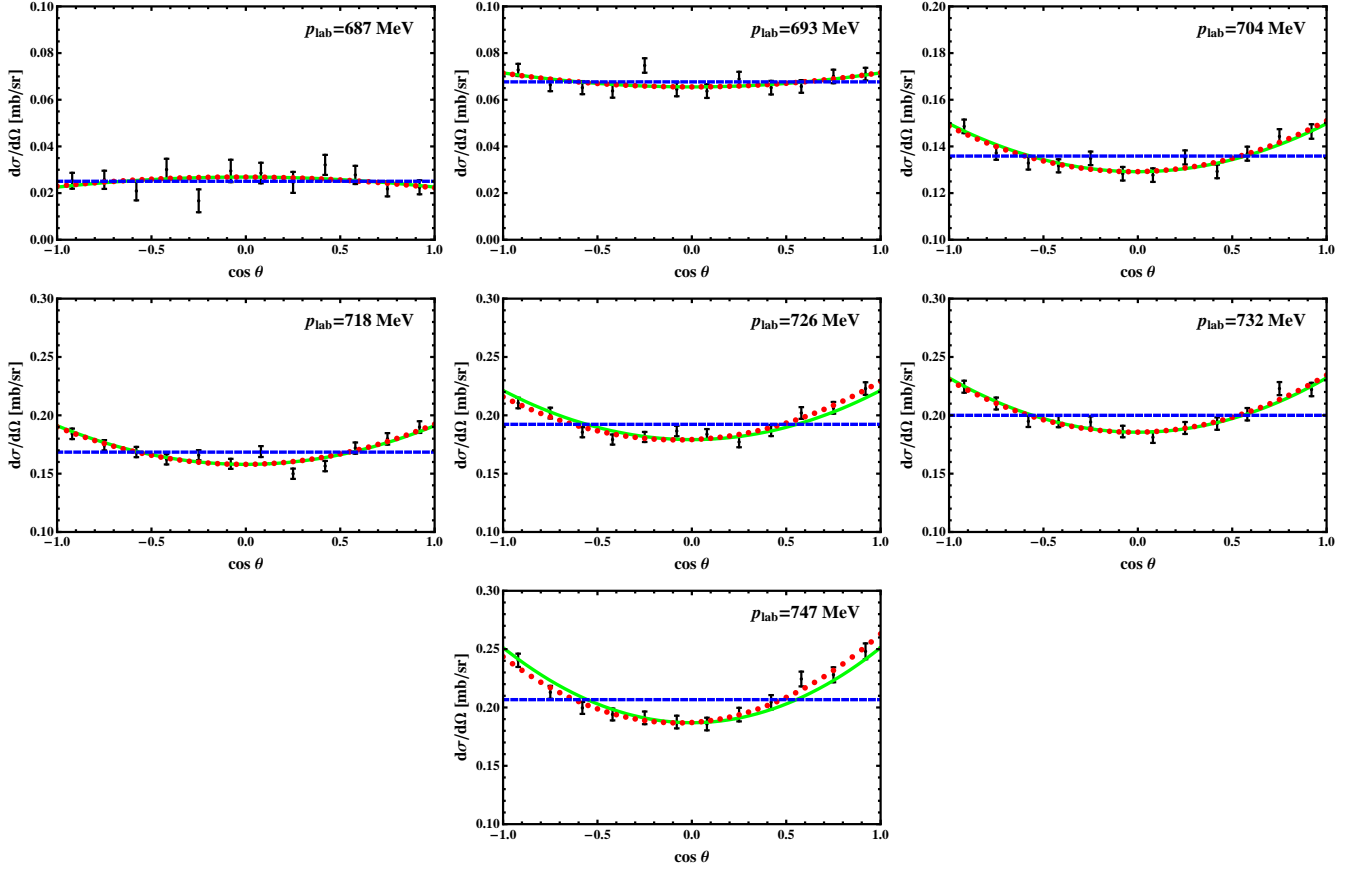 p_lab=687 MeV
dσ/dΩ [mb/sr]
0.10
0.08
0.06
0.04
0.02
0.00
−1.0 −0.5 0.0 0.5 1.0
cos θ
p_lab=693 MeV
dσ/dΩ [mb/sr]
0.10
0.08
0.06
0.04
0.02
0.00
−1.0 −0.5 0.0 0.5 1.0
cos θ
p_lab=704 MeV
dσ/dΩ [mb/sr]
0.20
0.18
0.16
0.14
0.12
0.10
−1.0 −0.5 0.0 0.5 1.0
cos θ
p_lab=718 MeV
dσ/dΩ [mb/sr]
0.30
0.25
0.20
0.15
0.10
−1.0 −0.5 0.0 0.5 1.0
cos θ
p_lab=726 MeV
dσ/dΩ [mb/sr]
0.30
0.25
0.20
0.15
0.10
−1.0 −0.5 0.0 0.5 1.0
cos θ
p_lab=732 MeV
dσ/dΩ [mb/sr]
0.30
0.25
0.20
0.15
0.10
−1.0 −0.5 0.0 0.5 1.0
cos θ
p_lab=747 MeV
dσ/dΩ [mb/sr]
0.30
0.25
0.20
0.15
0.10
−1.0 −0.5 0.0 0.5 1.0
cos θ